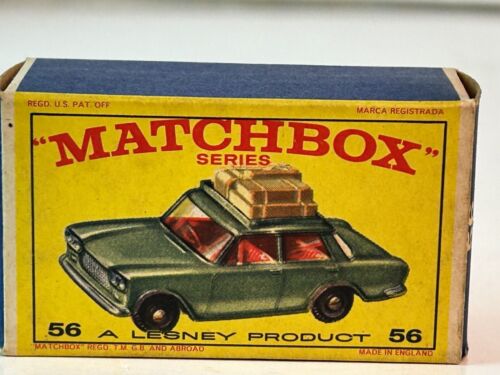 REGD. U.S. PAT. OFF MARCA REGISTRADA
"MATCHBOX"
SERIES
56 A LESNEY PRODUCT 56
"MATCHBOX" REGD. T.M. G.B. AND ABROAD MADE IN ENGLAND